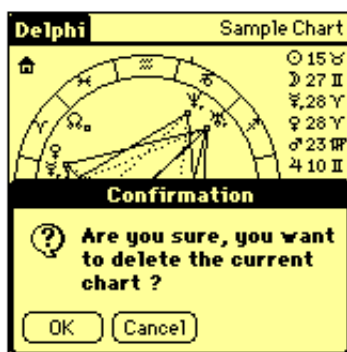 Delphi Sample Chart
☉ 15 ♉
☽ 27 ♊
☿r 28 ♈
♀ 28 ♈
♂ 23 ♍
♃ 10 ♊
Confirmation
Are you sure, you want
to delete the current
chart ?
OK Cancel